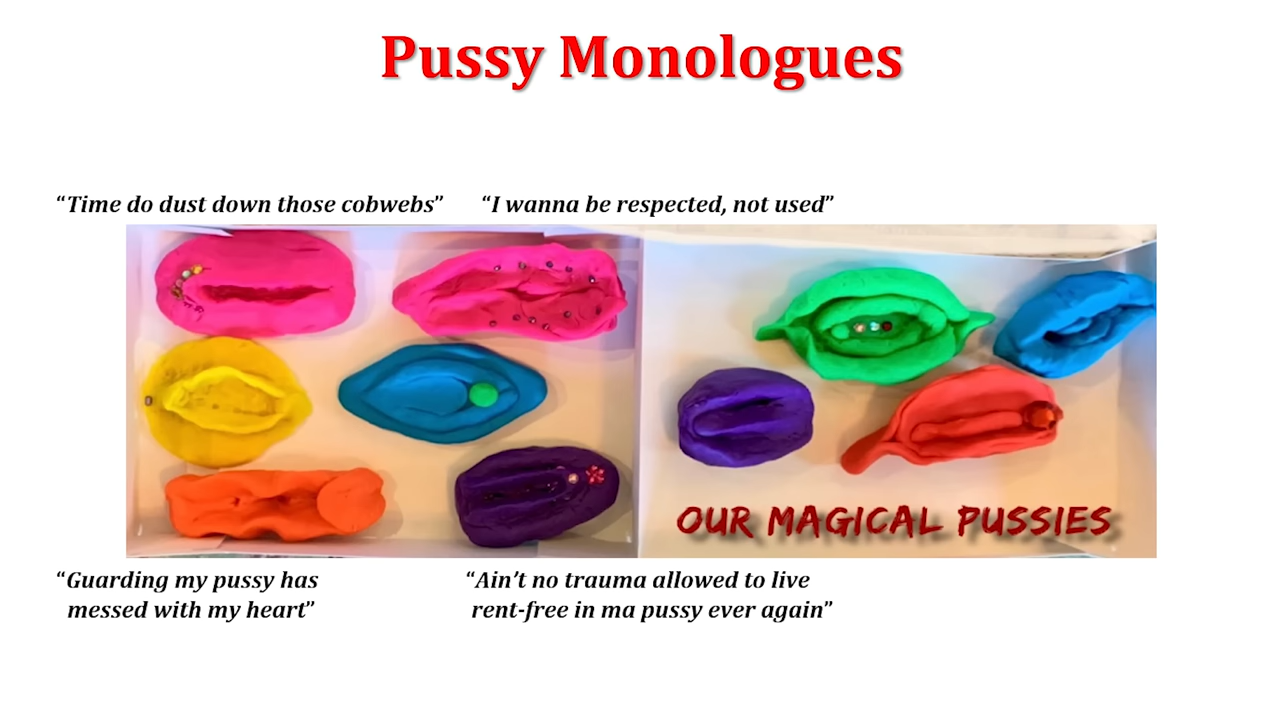 Pussy Monologues
“Time do dust down those cobwebs”
“I wanna be respected, not used”
OUR MAGICAL PUSSIES
“Guarding my pussy has
messed with my heart”
“Ain’t no trauma allowed to live
rent-free in ma pussy ever again”